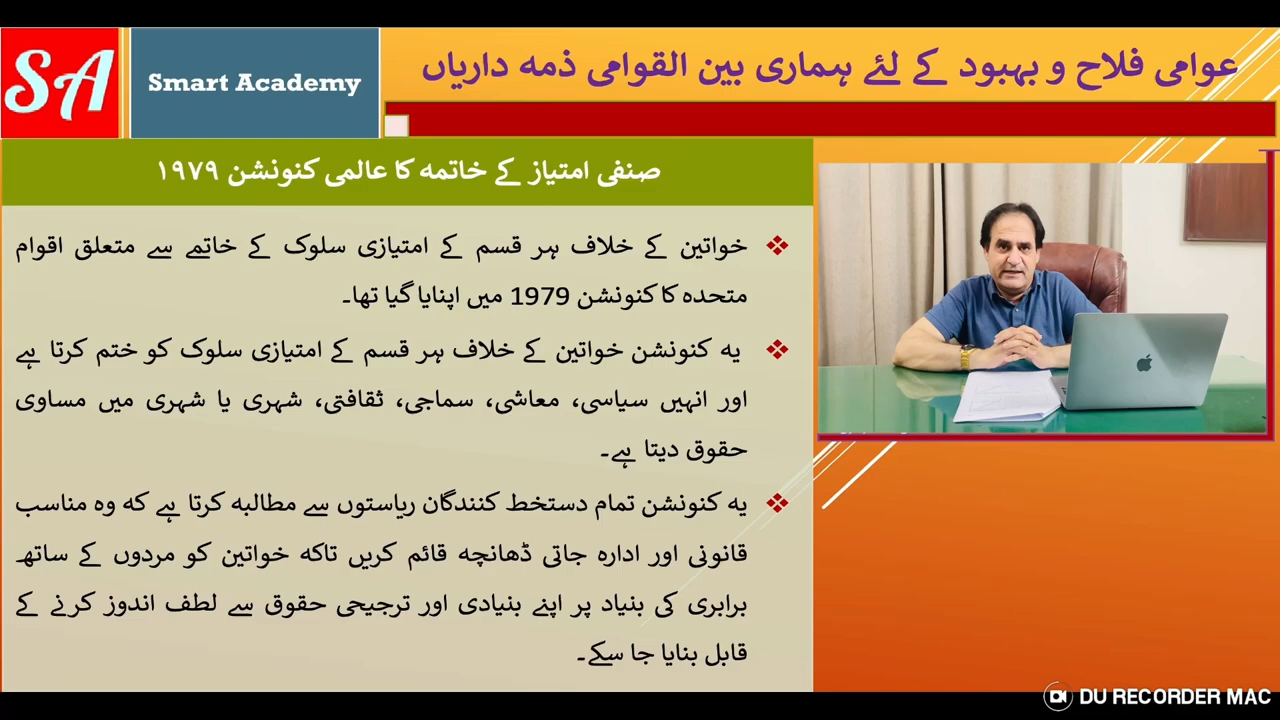 SA
Smart Academy
عوامی فلاح و بہبود کے لئے ہماری بین القوامی ذمہ داریاں
صنفی امتیاز کے خاتمہ کا عالمی کنونشن ۱۹۷۹
خواتین کے خلاف ہر قسم کے امتیازی سلوک کے خاتمے سے متعلق اقوام
متحدہ کا کنونشن 1979 میں اپنایا گیا تھا۔
یہ کنونشن خواتین کے خلاف ہر قسم کے امتیازی سلوک کو ختم کرتا ہے
اور انہیں سیاسی، معاشی، سماجی، ثقافتی، شہری یا شہری میں مساوی
حقوق دیتا ہے۔
یہ کنونشن تمام دستخط کنندگان ریاستوں سے مطالبہ کرتا ہے کہ وہ مناسب
قانونی اور ادارہ جاتی ڈھانچہ قائم کریں تاکہ خواتین کو مردوں کے ساتھ
برابری کی بنیاد پر اپنے بنیادی اور ترجیحی حقوق سے لطف اندوز کرنے کے
قابل بنایا جا سکے۔
DU RECORDER MAC